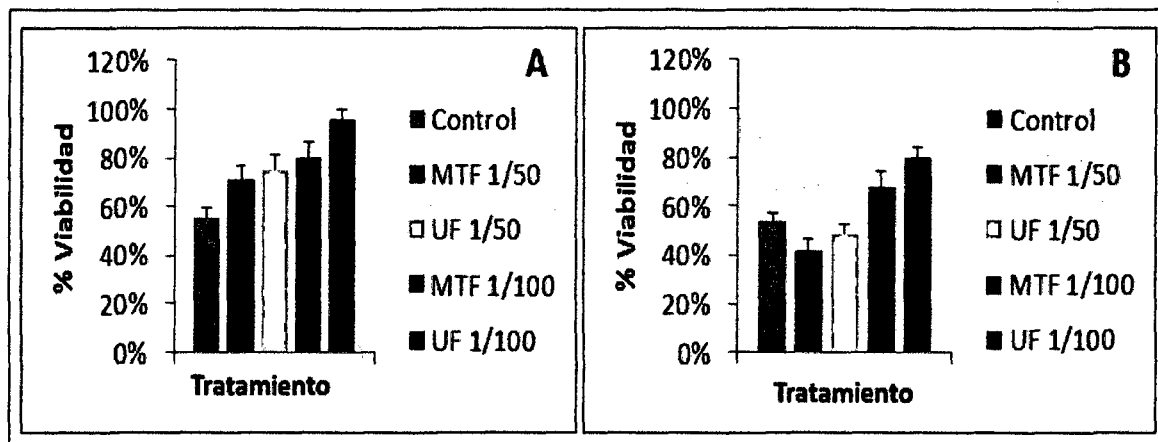 A
120%
100%
80%
60%
40%
20%
0%
% Viabilidad
Tratamiento
Control
MTF 1/50
UF 1/50
MTF 1/100
UF 1/100
B
120%
100%
80%
60%
40%
20%
0%
% Viabilidad
Tratamiento
Control
MTF 1/50
UF 1/50
MTF 1/100
UF 1/100